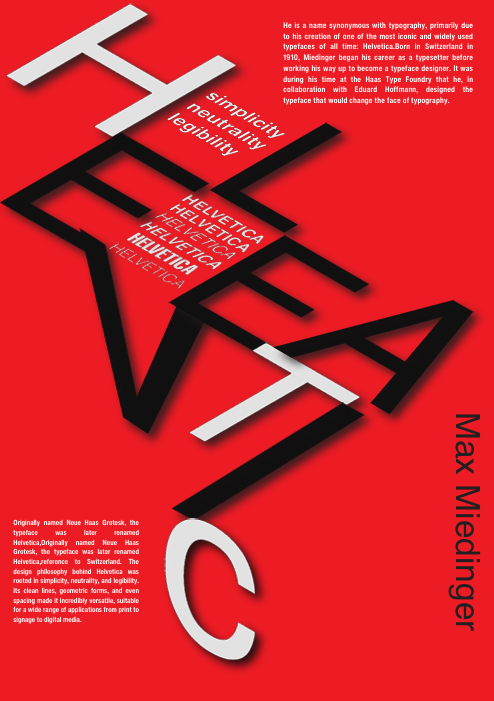 He is a name synonymous with typography, primarily due
to his creation of one of the most iconic and widely used
typefaces of all time: Helvetica.Born in Switzerland in
1910, Miedinger began his career as a typesetter before
working his way up to become a typeface designer. It was
during his time at the Haas Type Foundry that he, in
collaboration with Eduard Hoffmann, designed the
typeface that would change the face of typography.
simplicity
neutrality
legibility
HELVETICA
HELVETICA
HELVETICA
HELVETICA
HELVETICA
HELVETICA
HELVETICA
Max Miedinger
Originally named Neue Haas Grotesk, the
typeface was later renamed
Helvetica,Originally named Neue Haas
Grotesk, the typeface was later renamed
Helvetica,reference to Switzerland. The
design philosophy behind Helvetica was
rooted in simplicity, neutrality, and legibility.
Its clean lines, geometric forms, and even
spacing made it incredibly versatile, suitable
for a wide range of applications from print to
signage to digital media.